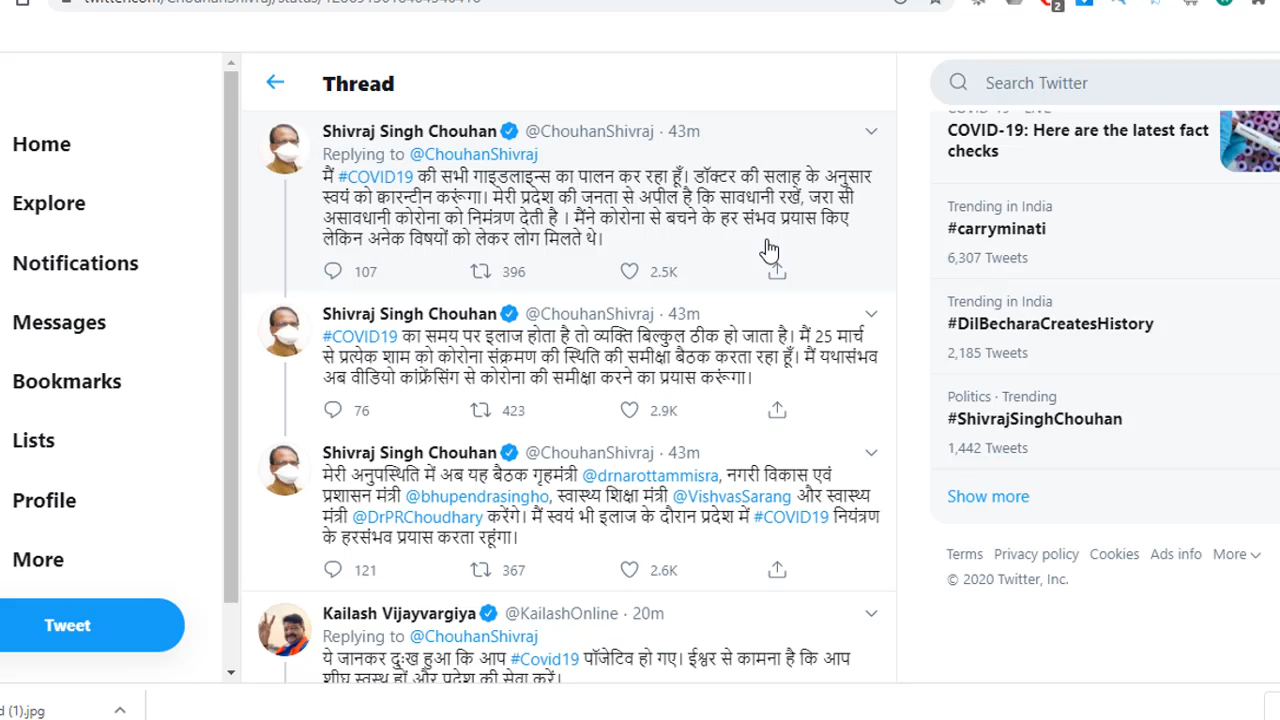 Home
Explore
Notifications
Messages
Bookmarks
Lists
Profile
More
Tweet
Thread
Shivraj Singh Chouhan @ChouhanShivraj · 43m
Replying to @ChouhanShivraj
मैं #COVID19 की सभी गाइडलाइन्स का पालन कर रहा हूँ। डॉक्टर की सलाह के अनुसार
स्वयं को क्वारन्टीन करूंगा। मेरी प्रदेश की जनता से अपील है कि सावधानी रखें, जरा सी
असावधानी कोरोना को निमंत्रण देती है । मैंने कोरोना से बचने के हर संभव प्रयास किए
लेकिन अनेक विषयों को लेकर लोग मिलते थे।
107 396 2.5K
Shivraj Singh Chouhan @ChouhanShivraj · 43m
#COVID19 का समय पर इलाज होता है तो व्यक्ति बिल्कुल ठीक हो जाता है। मैं 25 मार्च
से प्रत्येक शाम को कोरोना संक्रमण की स्थिति की समीक्षा बैठक करता रहा हूँ। मैं यथासंभव
अब वीडियो कांफ्रेंसिंग से कोरोना की समीक्षा करने का प्रयास करूंगा।
76 423 2.9K
Shivraj Singh Chouhan @ChouhanShivraj · 43m
मेरी अनुपस्थिति में अब यह बैठक गृहमंत्री @drnarottammisra, नगरी विकास एवं
प्रशासन मंत्री @bhupendrasingho, स्वास्थ्य शिक्षा मंत्री @VishvasSarang और स्वास्थ्य
मंत्री @DrPRChoudhary करेंगे। मैं स्वयं भी इलाज के दौरान प्रदेश में #COVID19 नियंत्रण
के हरसंभव प्रयास करता रहूंगा।
121 367 2.6K
Kailash Vijayvargiya @KailashOnline · 20m
Replying to @ChouhanShivraj
ये जानकर दुःख हुआ कि आप #Covid19 पॉजेटिव हो गए। ईश्वर से कामना है कि आप
शीघ्र स्वस्थ हों और प्रदेश की सेवा करें।
Search Twitter
COVID-19: Here are the latest fact
checks
Trending in India
#carryminati
6,307 Tweets
Trending in India
#DilBecharaCreatesHistory
2,185 Tweets
Politics · Trending
#ShivrajSinghChouhan
1,442 Tweets
Show more
Terms Privacy policy Cookies Ads info More
© 2020 Twitter, Inc.
2
d (1).jpg